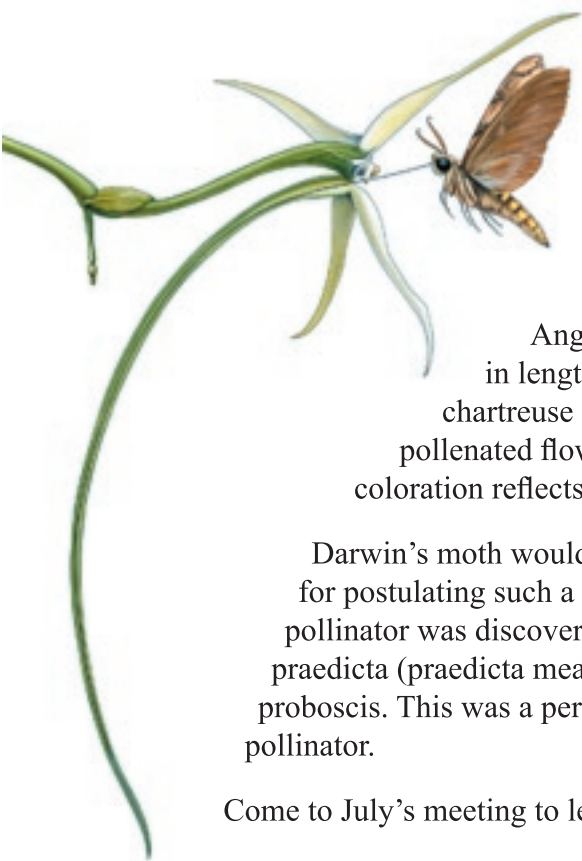 Ang
in lengt
chartreuse
pollenated flow
coloration reflects
Darwin’s moth would
for postulating such a
pollinator was discover
praedicta (praedicta mea
proboscis. This was a per
pollinator.
Come to July’s meeting to le